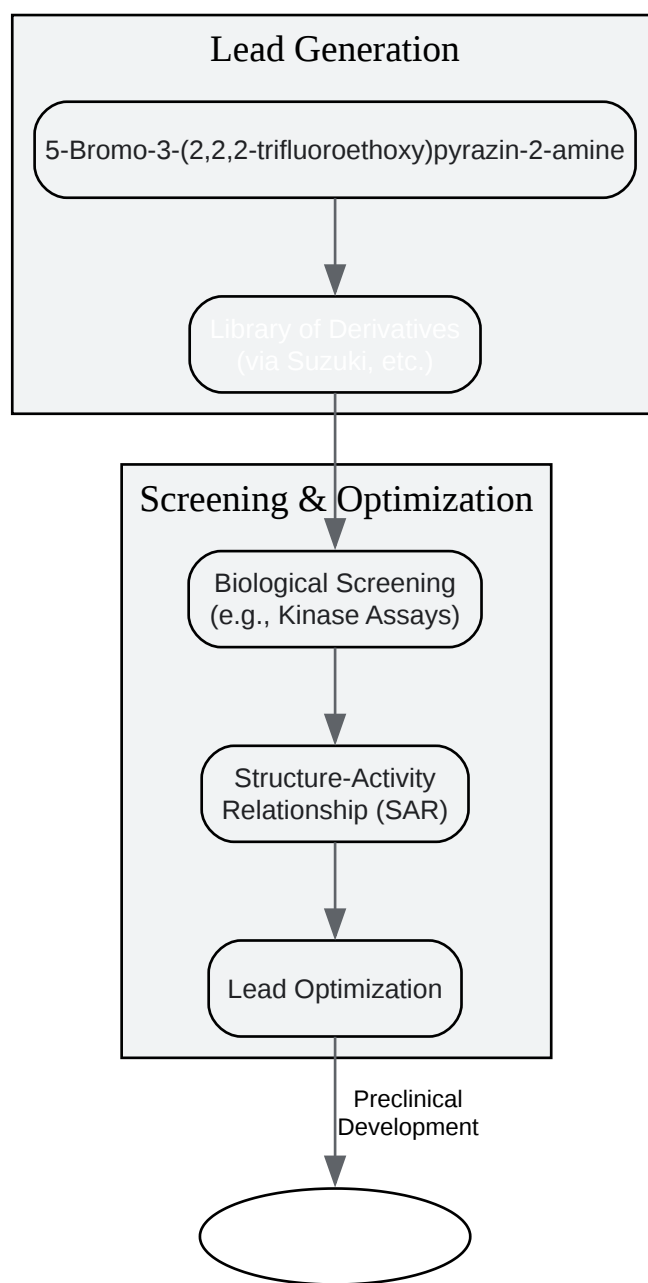 Lead Generation
5-Bromo-3-(2,2,2-trifluoroethoxy)pyrazin-2-amine
Library of Derivatives
(via Suzuki, etc.)
Screening & Optimization
Biological Screening
(e.g., Kinase Assays)
Structure-Activity
Relationship (SAR)
Lead Optimization
Preclinical
Development